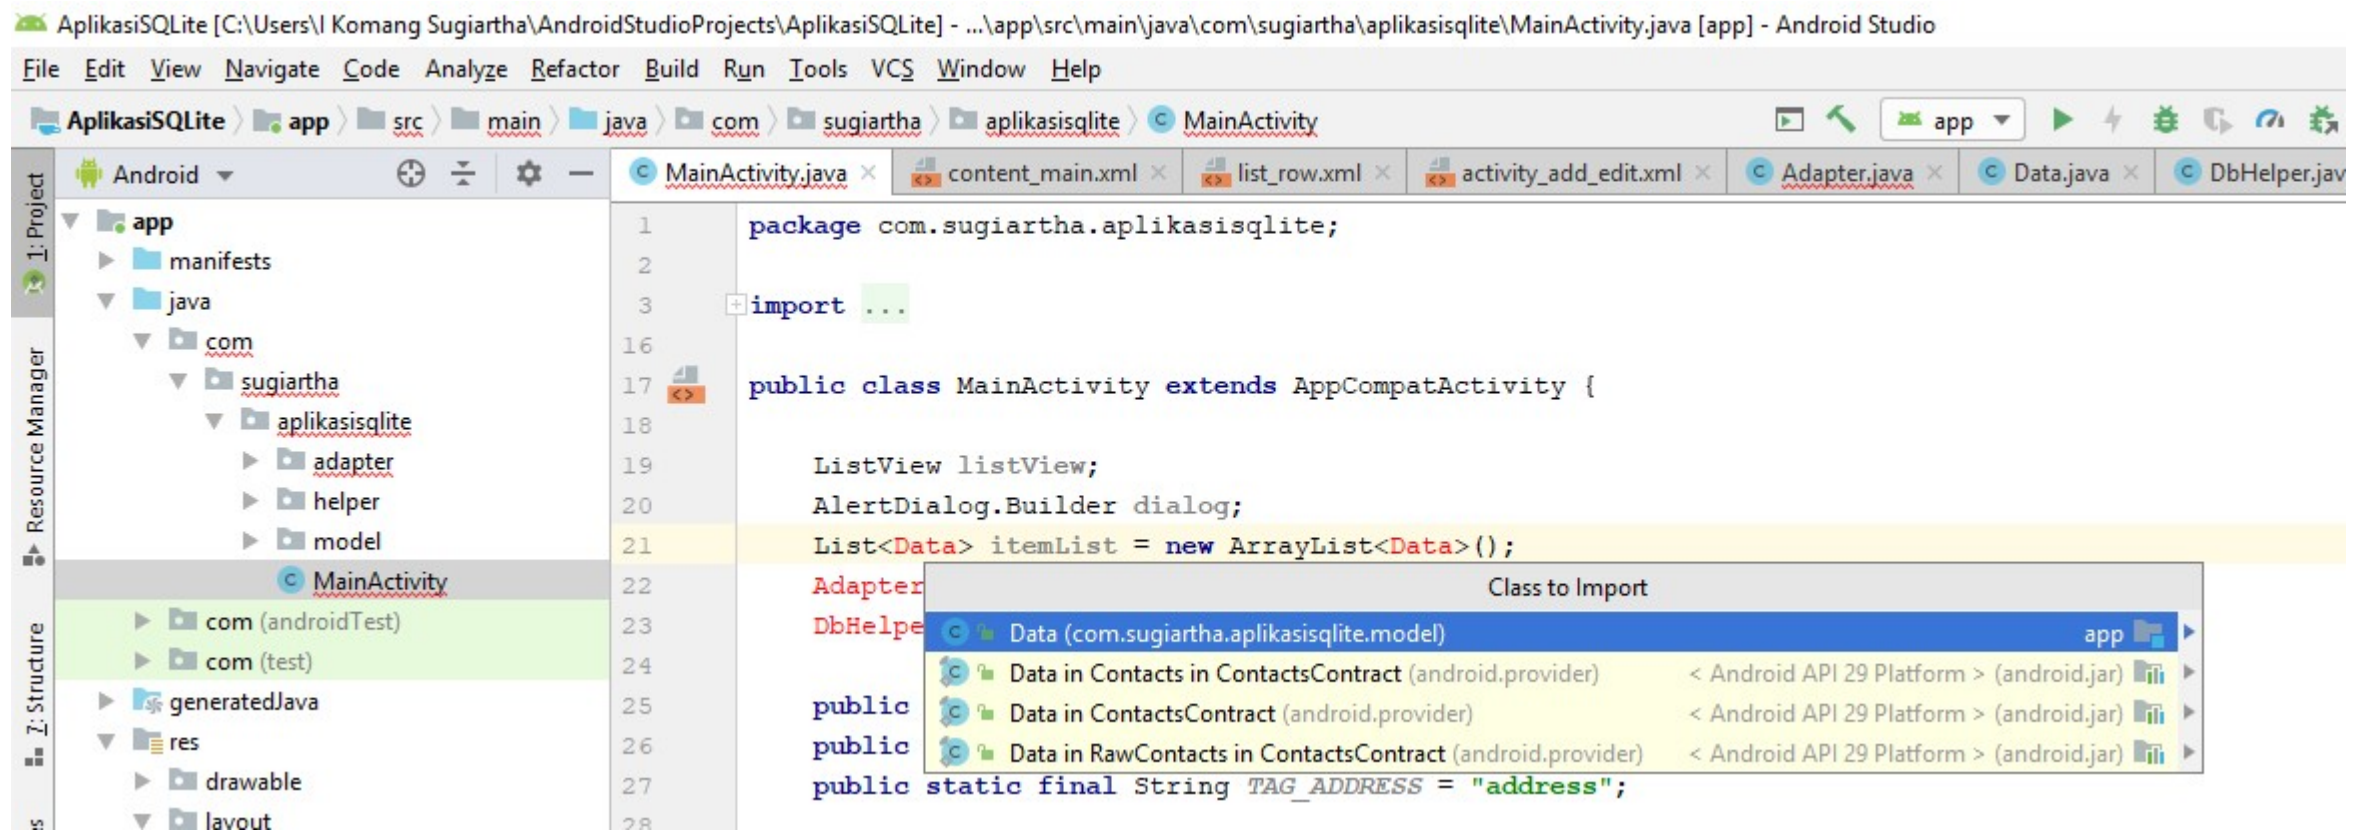 AplikasiSQLite [C:\Users\I Komang Sugiartha\AndroidStudioProjects\AplikasiSQLite] - ...\app\src\main\java\com\sugiartha\aplikasisqlite\MainActivity.java [app] - Android Studio
File Edit View Navigate Code Analyze Refactor Build Run Tools VCS Window Help
AplikasiSQLite app src main java com sugiartha aplikasisqlite MainActivity app
Android MainActivity.java content_main.xml list_row.xml activity_add_edit.xml Adapter.java Data.java DbHelper.jav
1: Project
Resource Manager
7: Structure
app
manifests
java
com
sugiartha
aplikasisqlite
adapter
helper
model
MainActivity
com (androidTest)
com (test)
generatedJava
res
drawable
layout
1 package com.sugiartha.aplikasisqlite;
2
3 import ...
16
17 public class MainActivity extends AppCompatActivity {
18
19 ListView listView;
20 AlertDialog.Builder dialog;
21 List<Data> itemList = new ArrayList<Data>();
22 Adapter
23 DbHelpe
24
25 public
26 public
27 public static final String TAG_ADDRESS = "address";
28
Class to Import
Data (com.sugiartha.aplikasisqlite.model) app
Data in Contacts in ContactsContract (android.provider) < Android API 29 Platform > (android.jar)
Data in ContactsContract (android.provider) < Android API 29 Platform > (android.jar)
Data in RawContacts in ContactsContract (android.provider) < Android API 29 Platform > (android.jar)